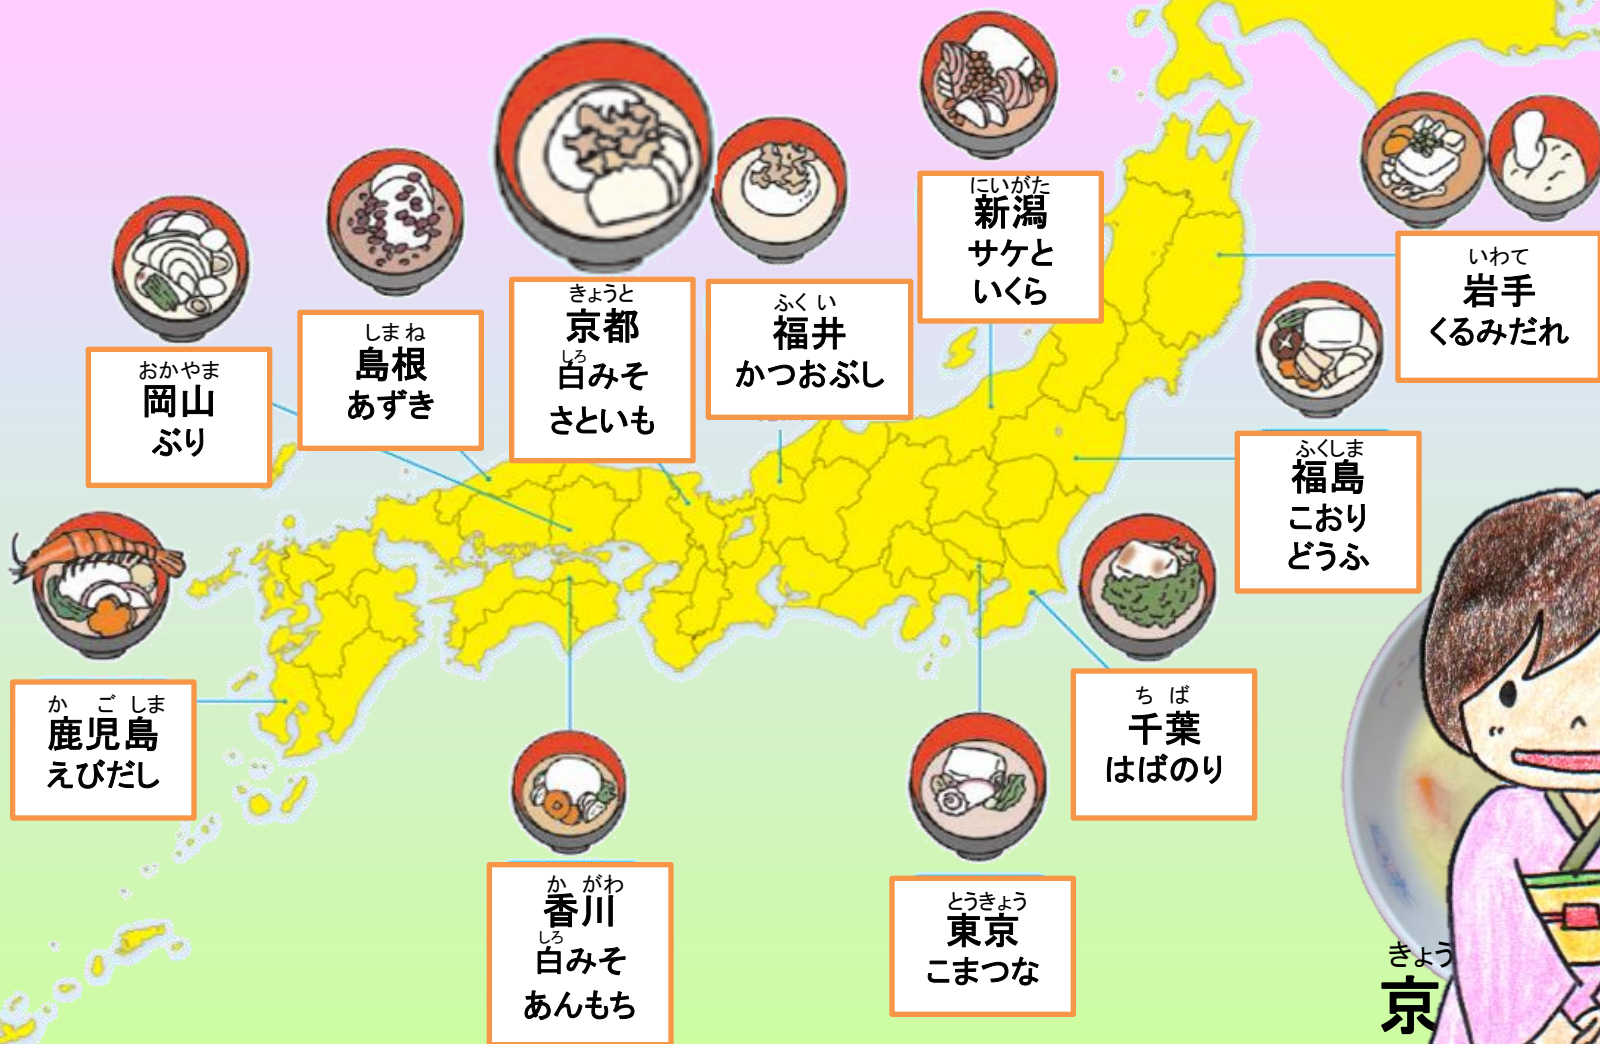 にいがた
新潟
サケと
いくら
いわて
岩手
くるみだれ
きょうと
京都
しろ
白みそ
さといも
ふくい
福井
かつおぶし
しまね
島根
あずき
おかやま
岡山
ぶり
ふくしま
福島
こおり
どうふ
かごしま
鹿児島
えびだし
ちば
千葉
はばのり
かがわ
香川
しろ
白みそ
あんもち
とうきょう
東京
こまつな
きょう
京